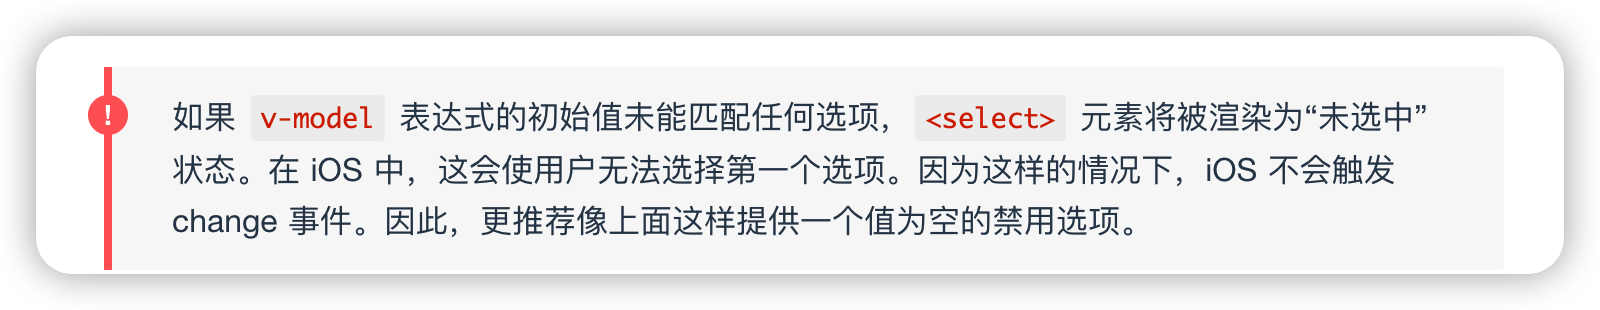 如果 v-model 表达式的初始值未能匹配任何选项，<select> 元素将被渲染为“未选中”
状态。在 iOS 中，这会使用户无法选择第一个选项。因为这样的情况下，iOS 不会触发
change 事件。因此，更推荐像上面这样提供一个值为空的禁用选项。